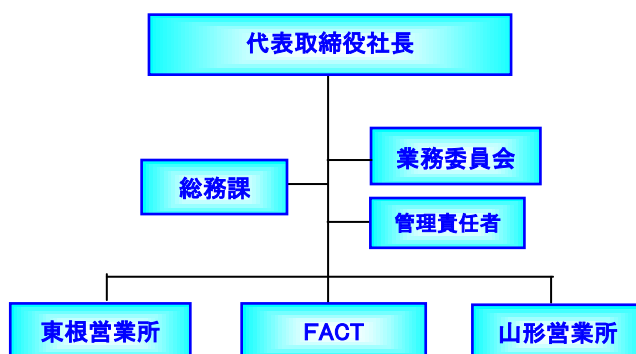 代表取締役社長
業務委員会
総務課
管理責任者
東根営業所
FACT
山形営業所